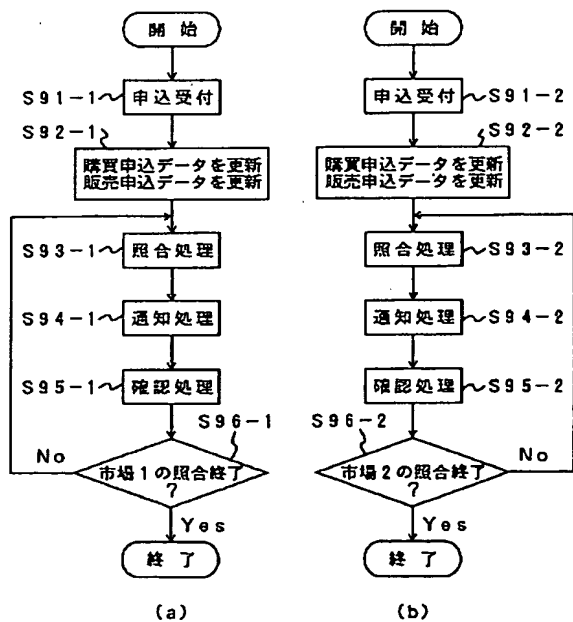 開始
S91-1
申込受付
S92-1
購買申込データを更新
販売申込データを更新
S93-1
照合処理
S94-1
通知処理
S95-1
確認処理
S96-1
No
市場1の照合終了
?
Yes
終了
(a)
開始
申込受付
S91-2
S92-2
購買申込データを更新
販売申込データを更新
照合処理
S93-2
通知処理
S94-2
確認処理
S95-2
S96-2
市場2の照合終了
?
No
Yes
終了
(b)